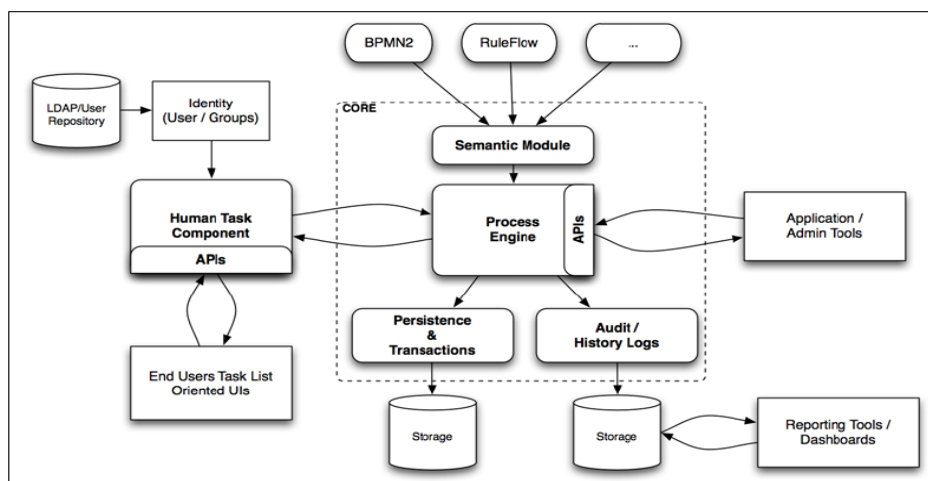 BPMN2
RuleFlow
...
LDAP/User
Repository
Identity
(User / Groups)
CORE
Semantic Module
Human Task
Component
APIs
Process
Engine
APIs
Application /
Admin Tools
Persistence
&
Transactions
Audit /
History Logs
End Users Task List
Oriented UIs
Storage
Storage
Reporting Tools /
Dashboards